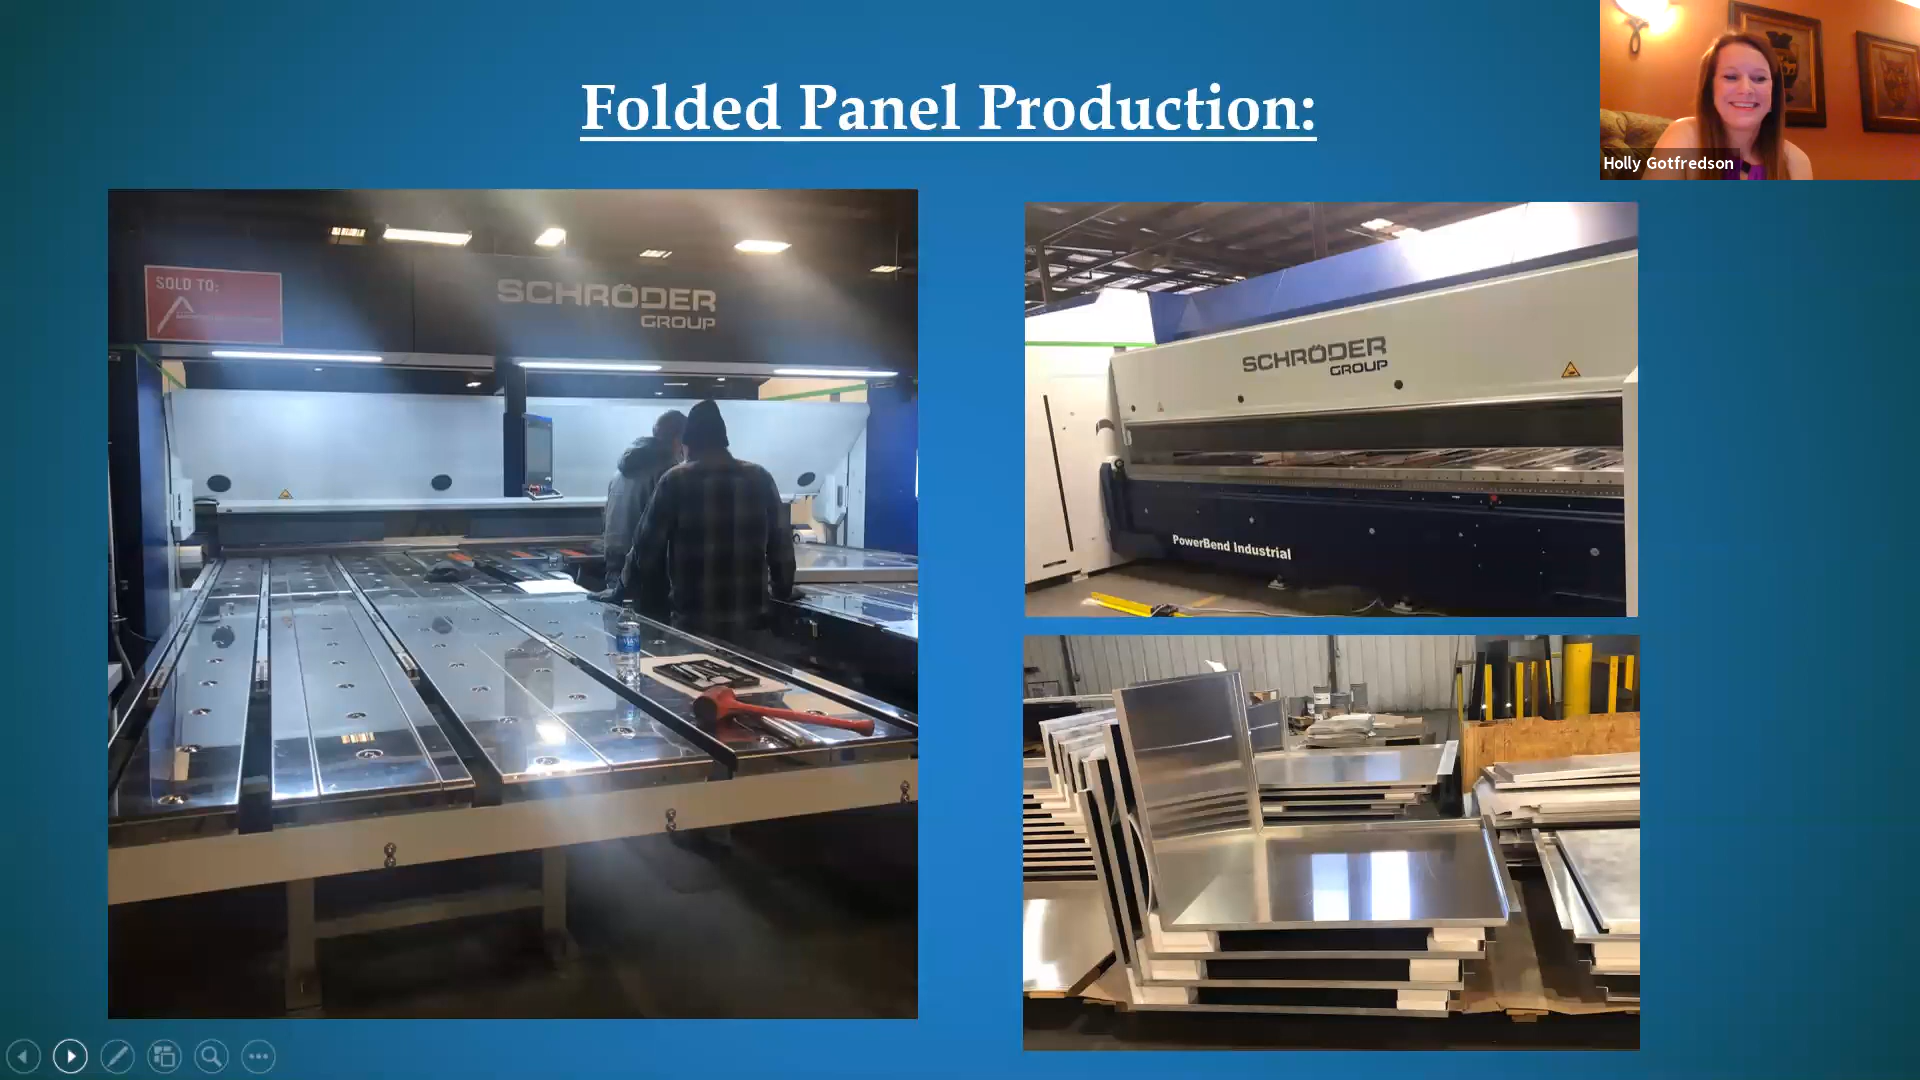 Folded Panel Production:
Holly Gotfredson
SOLD TO:
SCHRÖDER
GROUP
SCHRÖDER
GROUP
PowerBend Industrial